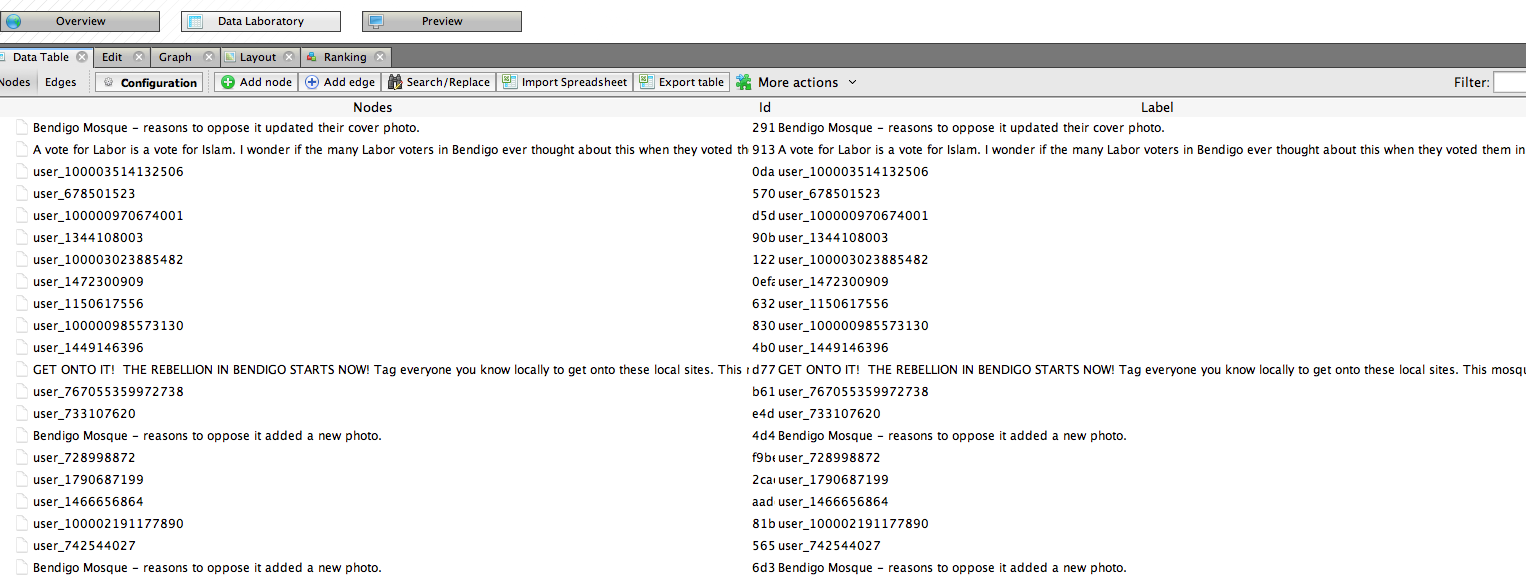 Overview Data Laboratory Preview
Data Table Edit Graph Layout Ranking
Nodes Edges Configuration Add node Add edge Search/Replace Import Spreadsheet Export table More actions Filter:
Nodes Id Label
Bendigo Mosque – reasons to oppose it updated their cover photo. 291 Bendigo Mosque – reasons to oppose it updated their cover photo.
A vote for Labor is a vote for Islam. I wonder if the many Labor voters in Bendigo ever thought about this when they voted th 913 A vote for Labor is a vote for Islam. I wonder if the many Labor voters in Bendigo ever thought about this when they voted them in
user_100003514132506 0da user_100003514132506
user_678501523 570 user_678501523
user_100000970674001 d5d user_100000970674001
user_1344108003 90b user_1344108003
user_100003023885482 122 user_100003023885482
user_1472300909 0efa user_1472300909
user_1150617556 632 user_1150617556
user_100000985573130 830 user_100000985573130
user_1449146396 4b0 user_1449146396
GET ONTO IT!  THE REBELLION IN BENDIGO STARTS NOW! Tag everyone you know locally to get onto these local sites. This d77 GET ONTO IT!  THE REBELLION IN BENDIGO STARTS NOW! Tag everyone you know locally to get onto these local sites. This mosqu
user_767055359972738 b61 user_767055359972738
user_733107620 e4d user_733107620
Bendigo Mosque – reasons to oppose it added a new photo. 4d4 Bendigo Mosque – reasons to oppose it added a new photo.
user_728998872 f9be user_728998872
user_1790687199 2ca user_1790687199
user_1466656864 aad user_1466656864
user_100002191177890 81b user_100002191177890
user_742544027 565 user_742544027
Bendigo Mosque – reasons to oppose it added a new photo. 6d3 Bendigo Mosque – reasons to oppose it added a new photo.